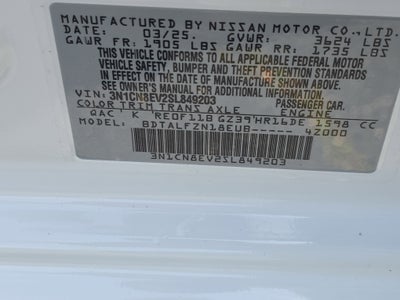 MANUFACTURED BY NISSAN MOTOR CO., LTD.
DATE: 03/25. GVWR: 3624 LBS
GAWR FR: 1905 LBS GAWR RR: 1735 LBS
THIS VEHICLE CONFORMS TO ALL APPLICABLE FEDERAL MOTOR
VEHICLE SAFETY, BUMPER AND THEFT PREVENTION STANDARDS
IN EFFECT ON THE DATE OF MANUFACTURE SHOWN ABOVE.
SEE OWNER'S MANUAL FOR ADDITIONAL INFORMATION.
VIN: 3N1CN8EV2SL849203 PASSENGER CAR.
COLOR TRIM TRANS AXLE ENGINE
QAC K RE0F11B GZ39 HR16DE 1598 CC
BDTALFZN18EUB 42000
3N1CN8EV2SL849203